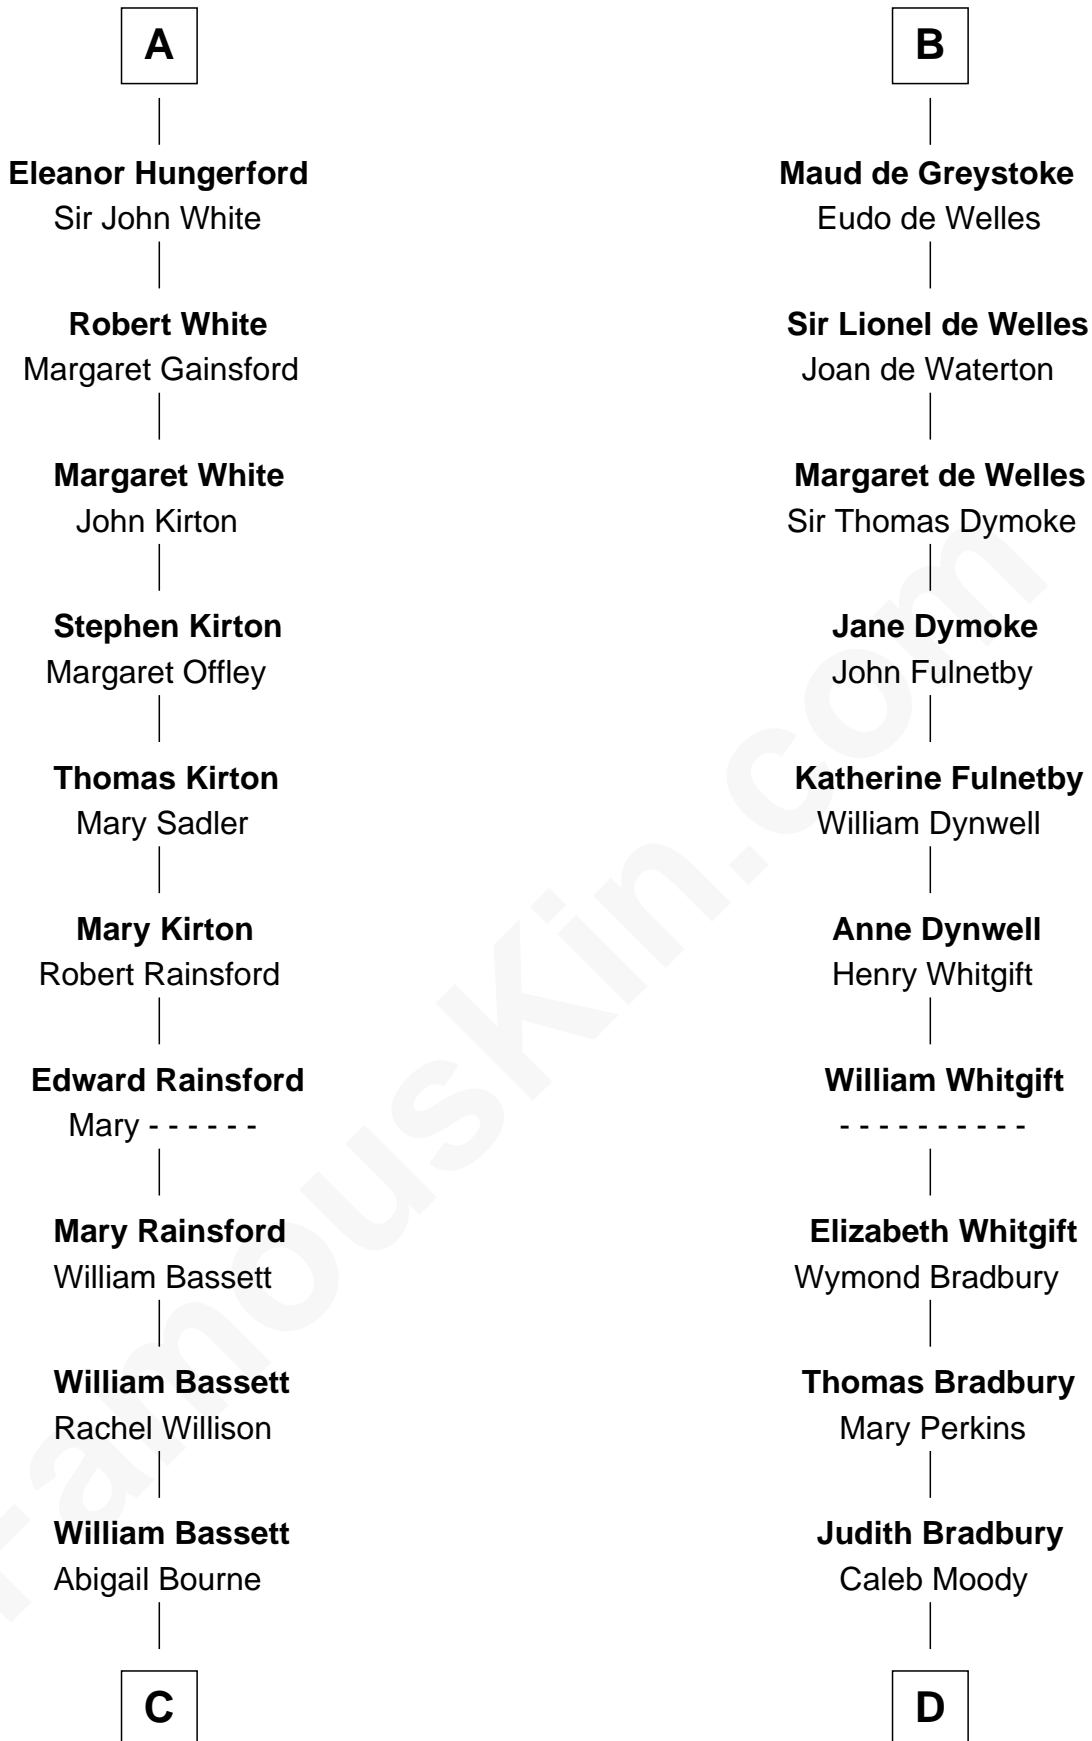 A
Eleanor Hungerford
Sir John White
Robert White
Margaret Gainsford
Margaret White
John Kirton
Stephen Kirton
Margaret Offley
Thomas Kirton
Mary Sadler
Mary Kirton
Robert Rainsford
Edward Rainsford
Mary - - - - - -
Mary Rainsford
William Bassett
William Bassett
Rachel Willison
William Bassett
Abigail Bourne
C
B
Maud de Greystoke
Eudo de Welles
Sir Lionel de Welles
Joan de Waterton
Margaret de Welles
Sir Thomas Dymoke
Jane Dymoke
John Fulnetby
Katherine Fulnetby
William Dynwell
Anne Dynwell
Henry Whitgift
William Whitgift
- - - - - - - - - -
Elizabeth Whitgift
Wymond Bradbury
Thomas Bradbury
Mary Perkins
Judith Bradbury
Caleb Moody
D
FamousKin.com